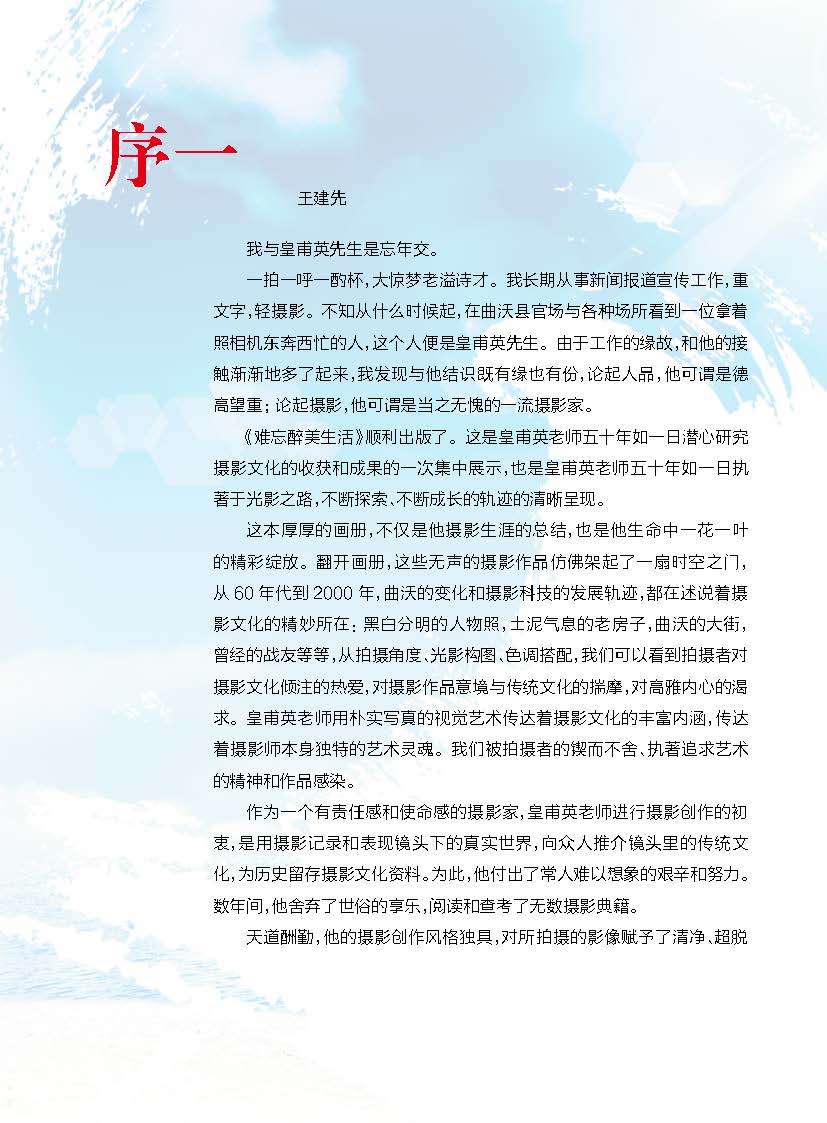 序一
王建先
我与皇甫英先生是忘年交。
一拍一呼一酌杯,大惊梦老溢诗才。我长期从事新闻报道宣传工作,重
文字,轻摄影。不知从什么时候起,在曲沃县官场与各种场所看到一位拿着
照相机东奔西忙的人,这个人便是皇甫英先生。由于工作的缘故,和他的接
触渐渐地多了起来,我发现与他结识既有缘也有份,论起人品,他可谓是德
高望重;论起摄影,他可谓是当之无愧的一流摄影家。
《难忘醉美生活》顺利出版了。这是皇甫英老师五十年如一日潜心研究
摄影文化的收获和成果的一次集中展示,也是皇甫英老师五十年如一日执
著于光影之路,不断探索、不断成长的轨迹的清晰呈现。
这本厚厚的画册,不仅是他摄影生涯的总结,也是他生命中一花一叶
的精彩绽放。翻开画册,这些无声的摄影作品仿佛架起了一扇时空之门,
从60年代到2000年,曲沃的变化和摄影科技的发展轨迹,都在述说着摄
影文化的精妙所在:黑白分明的人物照,土泥气息的老房子,曲沃的大街,
曾经的战友等等,从拍摄角度、光影构图、色调搭配,我们可以看到拍摄者对
摄影文化倾注的热爱,对摄影作品意境与传统文化的揣摩,对高雅内心的渴
求。皇甫英老师用朴实写真的视觉艺术传达着摄影文化的丰富内涵,传达
着摄影师本身独特的艺术灵魂。我们被拍摄者的锲而不舍、执著追求艺术
的精神和作品感染。
作为一个有责任感和使命感的摄影家,皇甫英老师进行摄影创作的初
衷,是用摄影记录和表现镜头下的真实世界,向众人推介镜头里的传统文
化,为历史留存摄影文化资料。为此,他付出了常人难以想象的艰辛和努力。
数年间,他舍弃了世俗的享乐,阅读和查考了无数摄影典籍。
天道酬勤,他的摄影创作风格独具,对所拍摄的影像赋予了清净、超脱